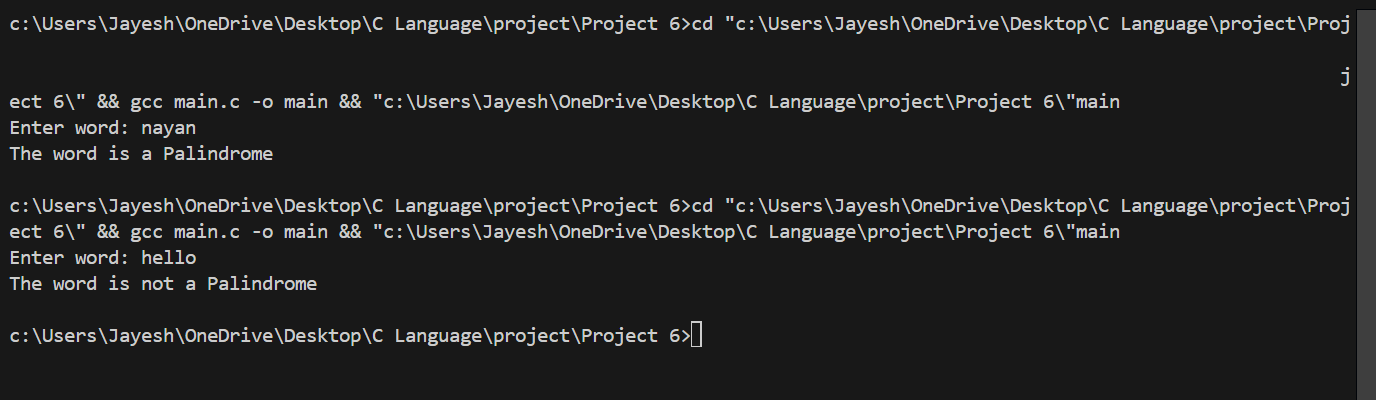 c:\Users\Jayesh\OneDrive\Desktop\C Language\project\Project 6>cd "c:\Users\Jayesh\OneDrive\Desktop\C Language\project\Proj
j
ect 6\" && gcc main.c -o main && "c:\Users\Jayesh\OneDrive\Desktop\C Language\project\Project 6\"main
Enter word: nayan
The word is a Palindrome
c:\Users\Jayesh\OneDrive\Desktop\C Language\project\Project 6>cd "c:\Users\Jayesh\OneDrive\Desktop\C Language\project\Proj
ect 6\" && gcc main.c -o main && "c:\Users\Jayesh\OneDrive\Desktop\C Language\project\Project 6\"main
Enter word: hello
The word is not a Palindrome
c:\Users\Jayesh\OneDrive\Desktop\C Language\project\Project 6>